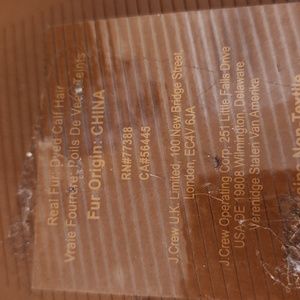 Real Fur: Dyed Calf Hair
Vraie Fourrure: Poils De Veau Teints
Fur Origin: CHINA
RN#77388
CA#56445
J.Crew U.K. Limited, 100 New Bridge Street,
London, EC4V 6JA
J.Crew Operating Corp, 251 Little Falls Drive
USA-DE 19808 Wilmington, Delaware
Verenigde Staten Van Amerika